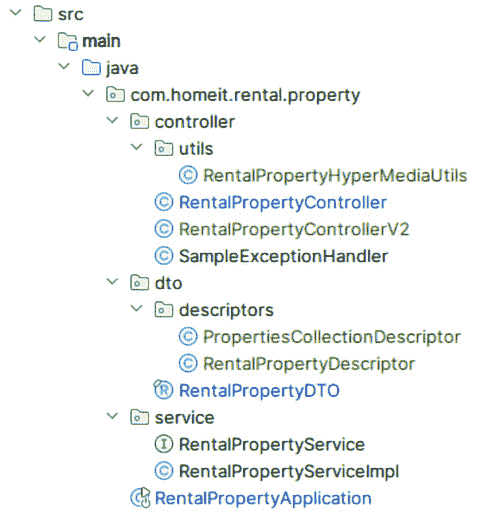 src
main
java
com.homeit.rental.property
controller
utils
RentalPropertyHyperMediaUtils
RentalPropertyController
RentalPropertyControllerV2
SampleExceptionHandler
dto
descriptors
PropertiesCollectionDescriptor
RentalPropertyDescriptor
RentalPropertyDTO
service
RentalPropertyService
RentalPropertyServiceImpl
RentalPropertyApplication